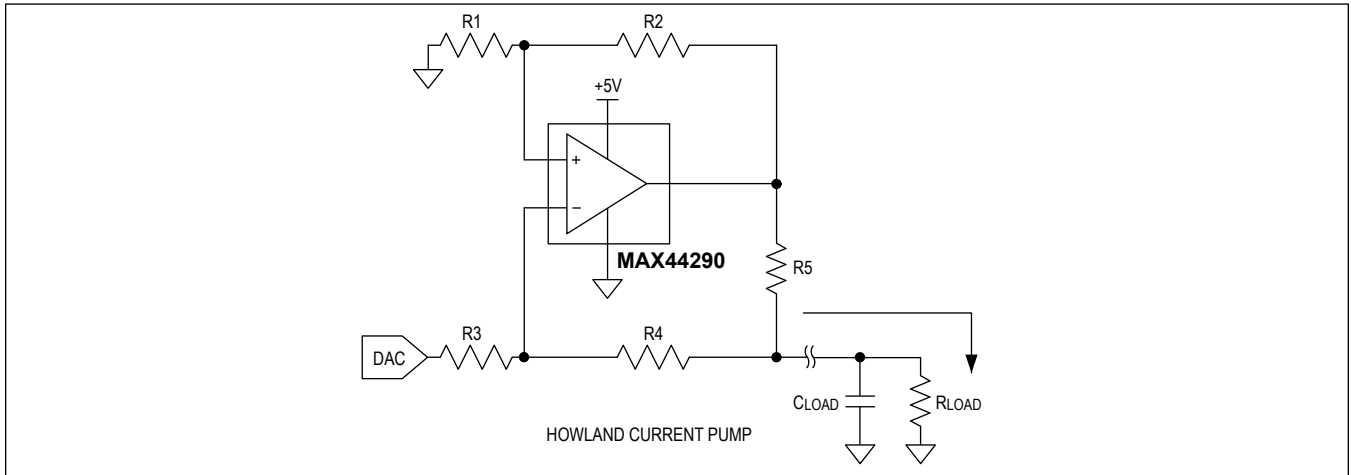 R1
R2
+5V
+
−
MAX44290
R5
DAC
R3
R4
CLOAD
RLOAD
HOWLAND CURRENT PUMP